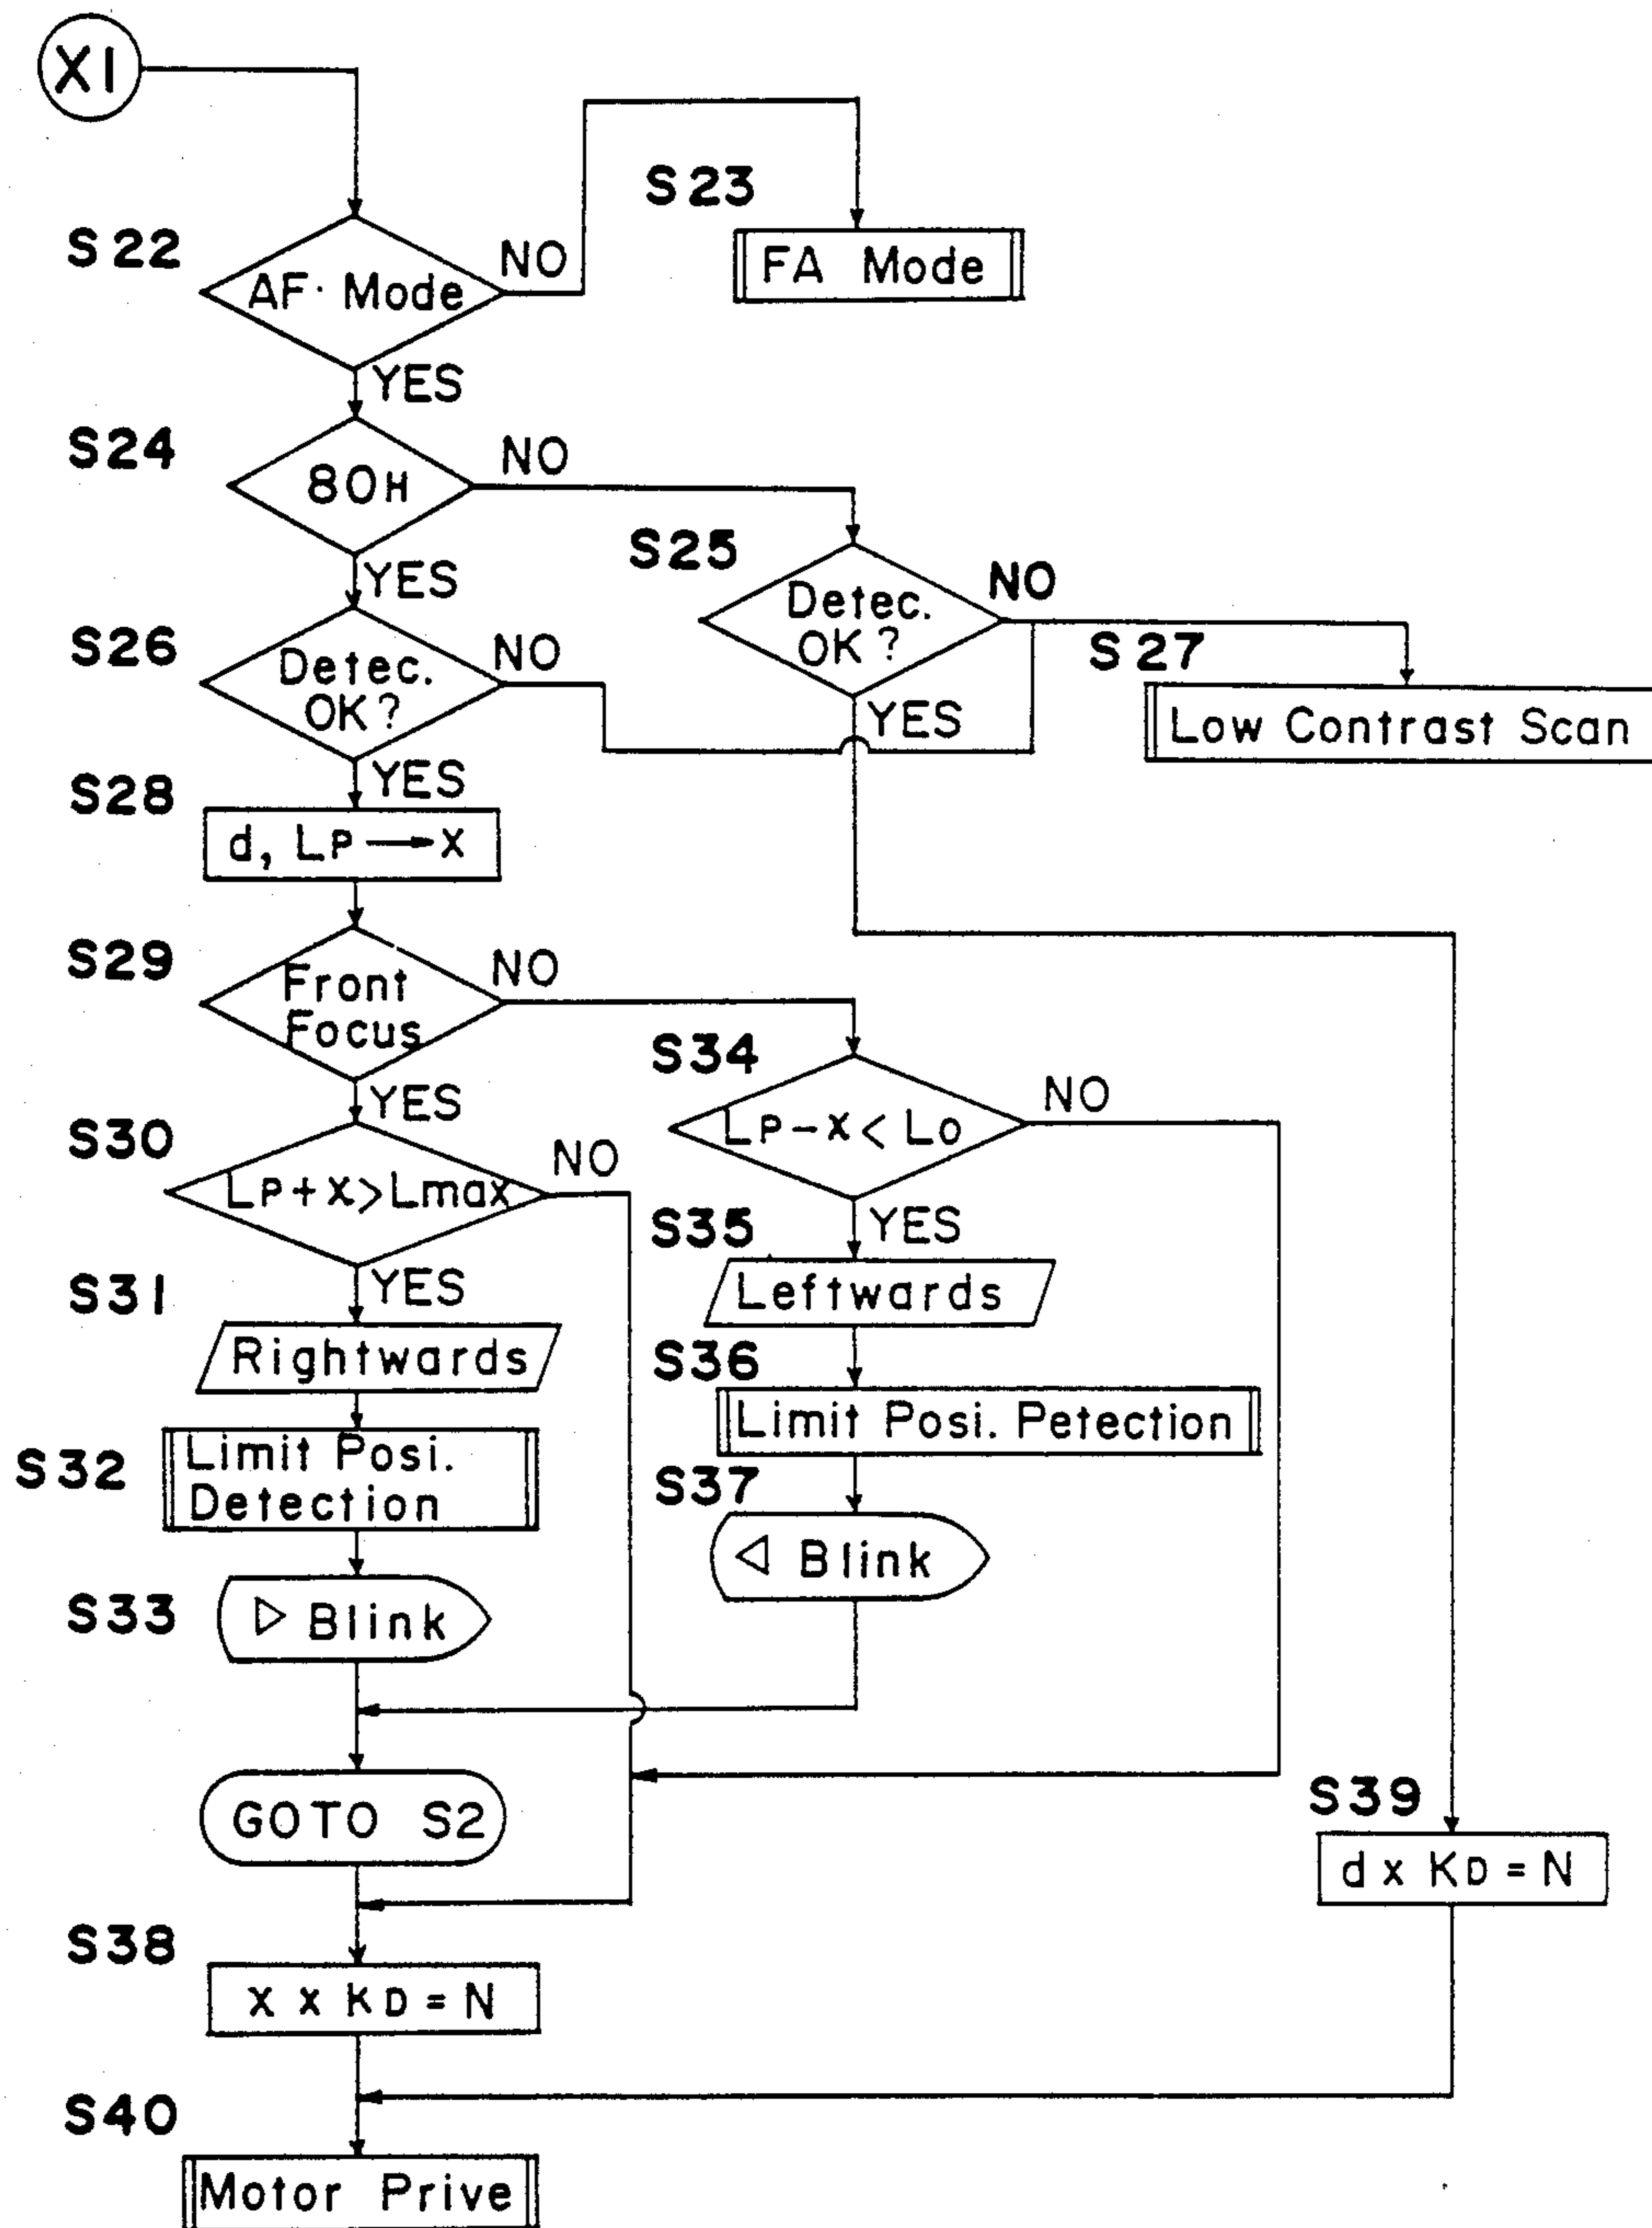 X1
S22
AF· Mode
NO
YES
S23
FA Mode
S24
80H
NO
YES
S25
Detec.
OK?
NO
YES
S26
Detec.
OK?
NO
YES
S27
Low Contrast Scan
S28
d, LP → X
S29
Front
Focus
NO
YES
S30
LP+X>Lmax
NO
YES
S31
Rightwards
S32
Limit Posi.
Detection
S33
▷ Blink
S34
LP-X<LO
NO
YES
S35
Leftwards
S36
Limit Posi. Petection
S37
◁ Blink
GOTO S2
S38
X x KD = N
S39
d x KD = N
S40
Motor Prive